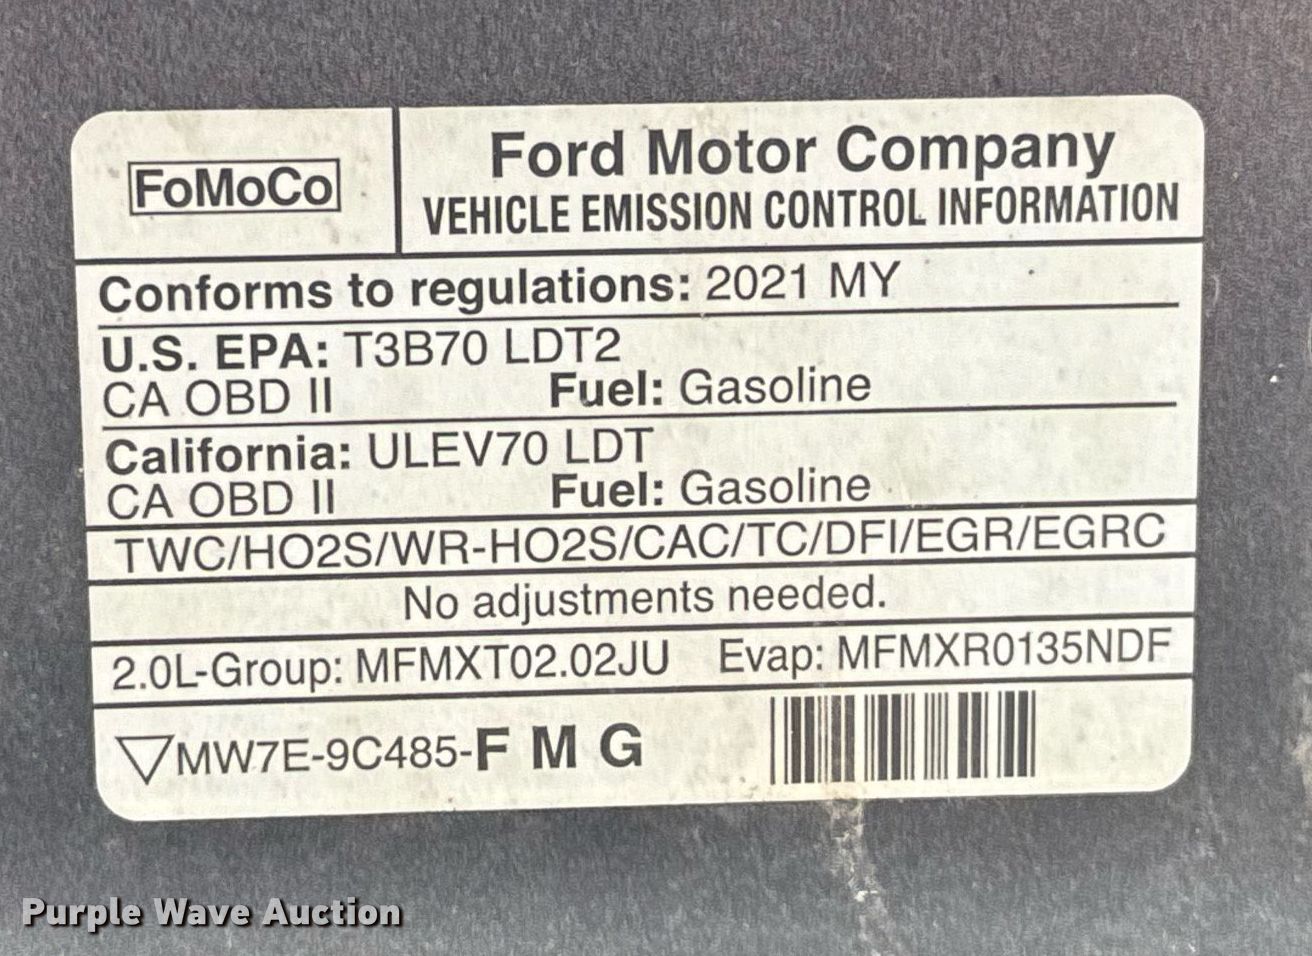 FoMoCo
Ford Motor Company
VEHICLE EMISSION CONTROL INFORMATION
Conforms to regulations: 2021 MY
U.S. EPA: T3B70 LDT2
CA OBD II Fuel: Gasoline
California: ULEV70 LDT
CA OBD II Fuel: Gasoline
TWC/HO2S/WR-HO2S/CAC/TC/DFI/EGR/EGRC
No adjustments needed.
2.0L-Group: MFMXT02.02JU Evap: MFMXR0135NDF
MW7E-9C485-F M G
Purple Wave Auction